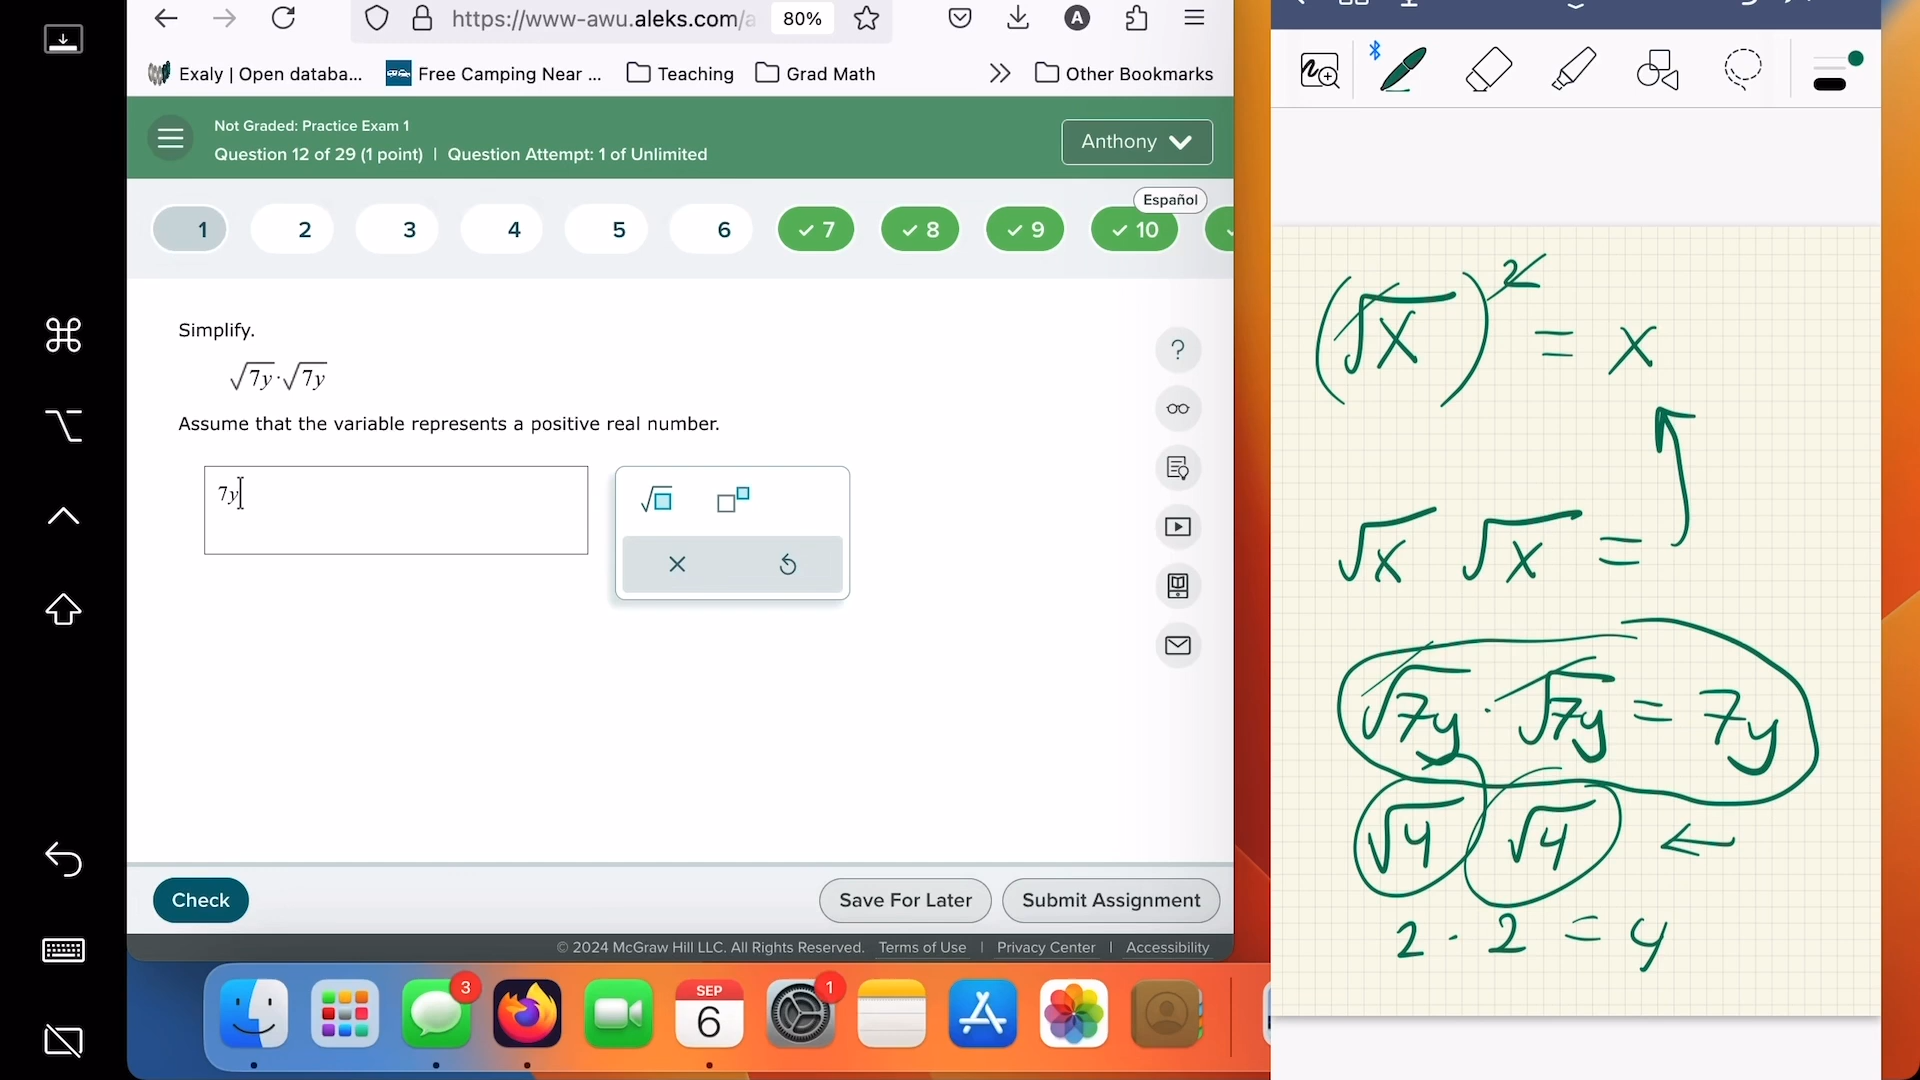 https://www-awu.aleks.com/a
80%
A
Exaly | Open databa...
Free Camping Near ...
Teaching
Grad Math
Other Bookmarks
Not Graded: Practice Exam 1
Question 12 of 29 (1 point) | Question Attempt: 1 of Unlimited
Anthony
Español
1 2 3 4 5 6 ✓ 7 ✓ 8 ✓ 9 ✓ 10
Simplify.
√7y·√7y
Assume that the variable represents a positive real number.
7y
?
Check
Save For Later
Submit Assignment
© 2024 McGraw Hill LLC. All Rights Reserved. Terms of Use | Privacy Center | Accessibility
3
SEP
6
1
(√x)² = x
√x √x =
√7y · √7y = 7y
√4 √4 ←
2 · 2 = 4